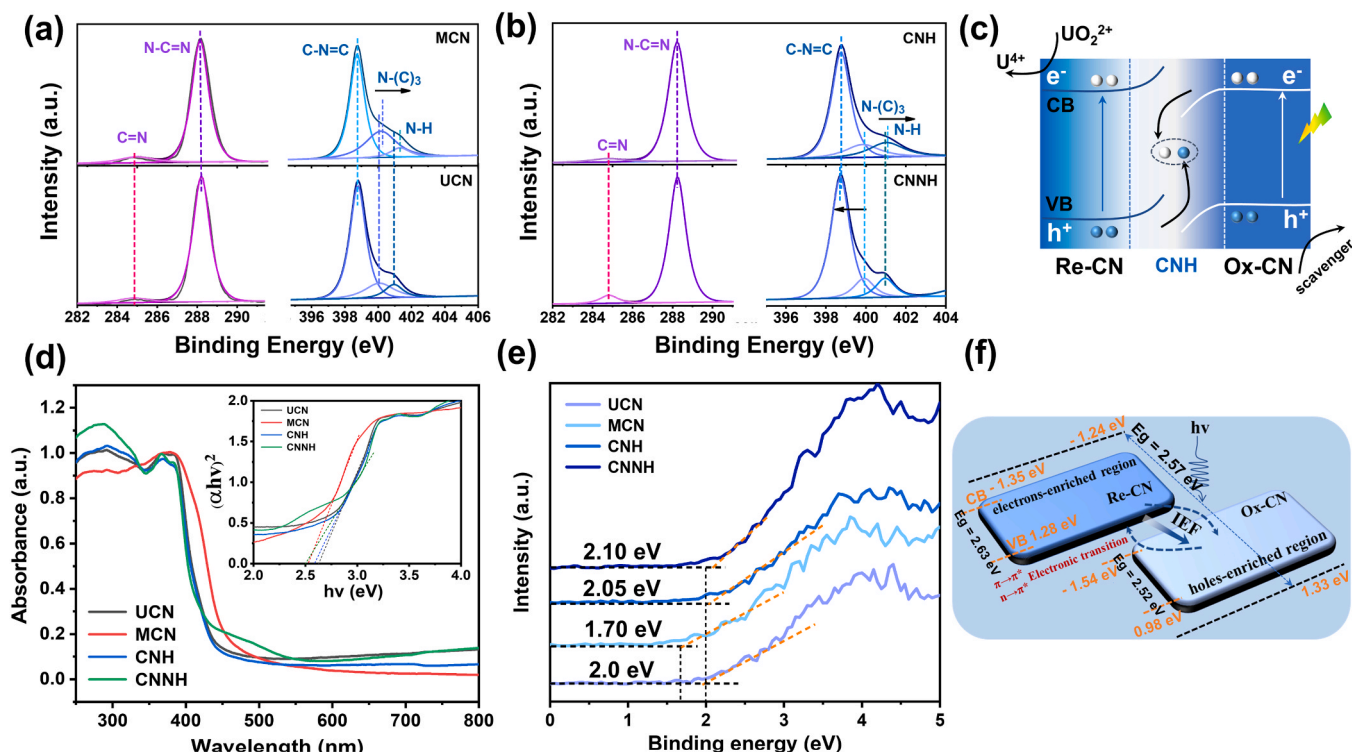 (a)
MCN
N-C=N
C-N=C
N-(C)3
N-H
C=N
UCN
Intensity (a.u.)
282 284 286 288 290
396 398 400 402 404 406
Binding Energy (eV)
(b)
CNH
N-C=N
C-N=C
N-(C)3
N-H
C=N
CNNH
Intensity (a.u.)
282 284 286 288 290
396 398 400 402 404
Binding Energy (eV)
(c)
UO2 2+
U4+
e- e-
CB
VB
h+ h+
Re-CN CNH Ox-CN
scavenger
(d)
Absorbance (a.u.)
1.2
1.0
0.8
0.6
0.4
0.2
0.0
UCN
MCN
CNH
CNNH
300 400 500 600 700 800
Wavelength (nm)
(αhv)2
2.0
1.5
1.0
0.5
0
UCN
MCN
CNH
CNNH
2.0 2.5 3.0 3.5 4.0
hv (eV)
(e)
Intensity (a.u.)
UCN
MCN
CNH
CNNH
2.10 eV
2.05 eV
1.70 eV
2.0 eV
0 1 2 3 4 5
Binding energy (eV)
(f)
- 1.24 eV
Eg = 2.57 eV
hv
CB - 1.35 eV
electrons-enriched region
Re-CN
Ox-CN
VB 1.28 eV
Eg = 2.63 eV
IEF
π→π* Electronic transition
n→π*
- 1.54 eV
Eg = 2.52 eV
holes-enriched region
0.98 eV
1.33 eV